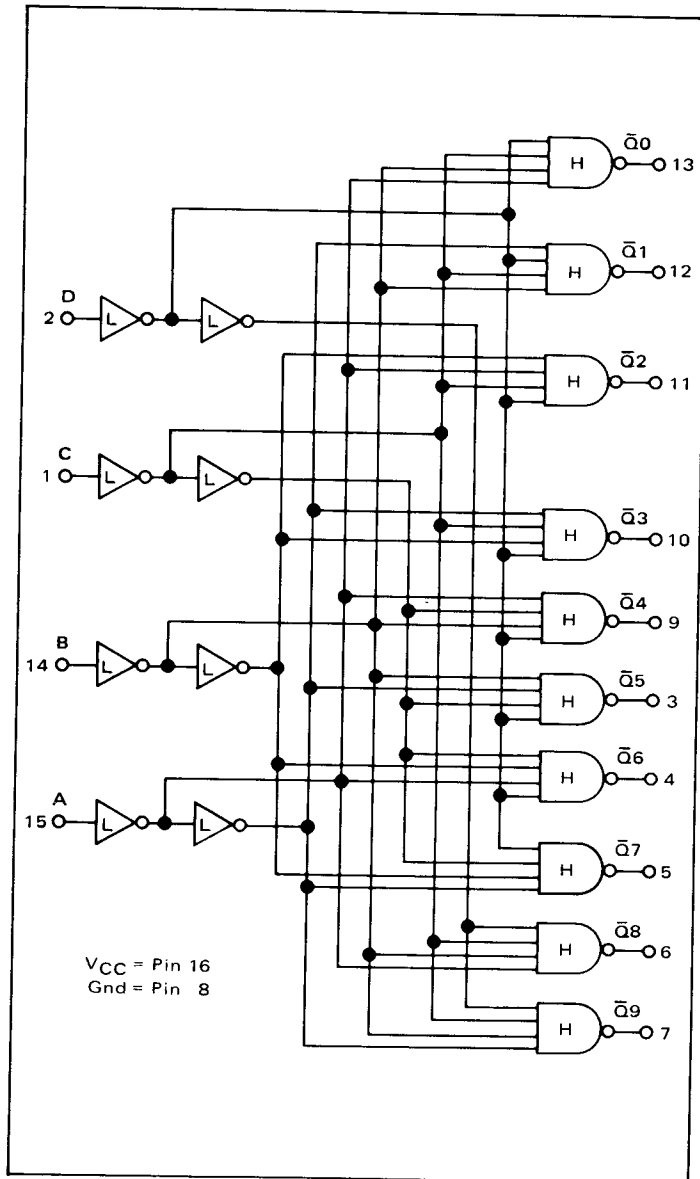 Q̄0
H
13
Q̄1
H
12
D
2
L
L
Q̄2
H
11
C
1
L
L
Q̄3
H
10
Q̄4
H
9
B
14
L
L
Q̄5
H
3
Q̄6
H
4
A
15
L
L
Q̄7
H
5
Q̄8
H
6
VCC = Pin 16
Gnd = Pin 8
Q̄9
H
7